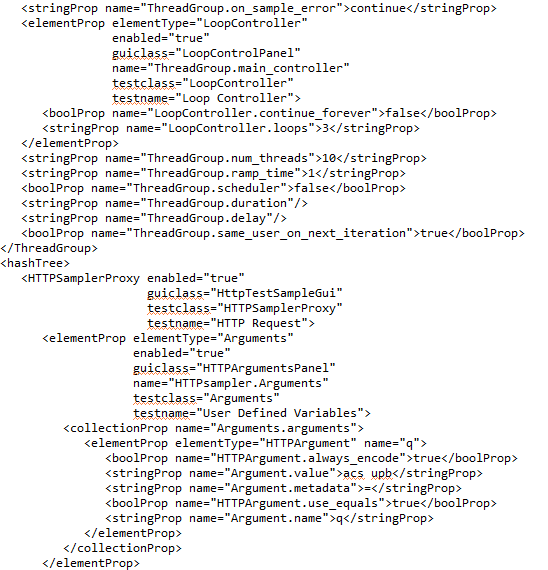 <stringProp name="ThreadGroup.on_sample_error">continue</stringProp>
<elementProp elementType="LoopController"
enabled="true"
guiclass="LoopControlPanel"
name="ThreadGroup.main_controller"
testclass="LoopController"
testname="Loop Controller">
<boolProp name="LoopController.continue_forever">false</boolProp>
<stringProp name="LoopController.loops">3</stringProp>
</elementProp>
<stringProp name="ThreadGroup.num_threads">10</stringProp>
<stringProp name="ThreadGroup.ramp_time">1</stringProp>
<boolProp name="ThreadGroup.scheduler">false</boolProp>
<stringProp name="ThreadGroup.duration"/>
<stringProp name="ThreadGroup.delay"/>
<boolProp name="ThreadGroup.same_user_on_next_iteration">true</boolProp>
</ThreadGroup>
<hashTree>
<HTTPSamplerProxy enabled="true"
guiclass="HttpTestSampleGui"
testclass="HTTPSamplerProxy"
testname="HTTP Request">
<elementProp elementType="Arguments"
enabled="true"
guiclass="HTTPArgumentsPanel"
name="HTTPsampler.Arguments"
testclass="Arguments"
testname="User Defined Variables">
<collectionProp name="Arguments.arguments">
<elementProp elementType="HTTPArgument" name="q">
<boolProp name="HTTPArgument.always_encode">true</boolProp>
<stringProp name="Argument.value">acs upb</stringProp>
<stringProp name="Argument.metadata">=</stringProp>
<boolProp name="HTTPArgument.use_equals">true</boolProp>
<stringProp name="Argument.name">q</stringProp>
</elementProp>
</collectionProp>
</elementProp>